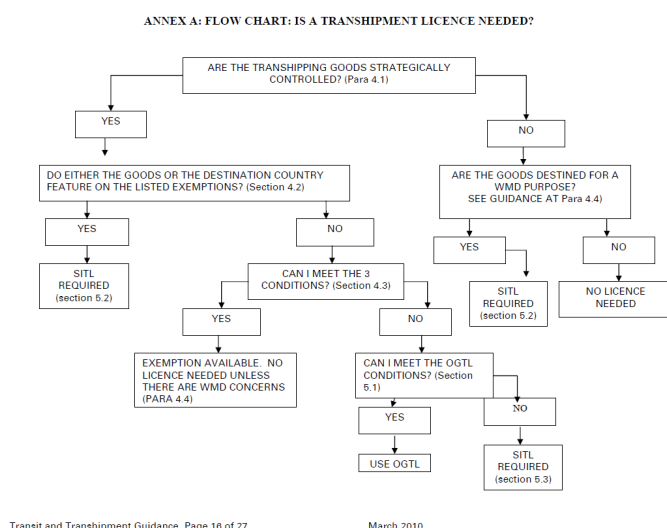 ANNEX A: FLOW CHART: IS A TRANSHIPMENT LICENCE NEEDED?
ARE THE TRANSHIPPING GOODS STRATEGICALLY
CONTROLLED? (Para 4.1)
YES
NO
DO EITHER THE GOODS OR THE DESTINATION COUNTRY
FEATURE ON THE LISTED EXEMPTIONS? (Section 4.2)
ARE THE GOODS DESTINED FOR A
WMD PURPOSE?
SEE GUIDANCE AT Para 4.4)
YES
NO
YES
NO
SITL
REQUIRED
(section 5.2)
CAN I MEET THE 3
CONDITIONS? (Section 4.3)
SITL
REQUIRED
(section 5.2)
NO LICENCE
NEEDED
YES
NO
EXEMPTION AVAILABLE. NO
LICENCE NEEDED UNLESS
THERE ARE WMD CONCERNS
(PARA 4.4)
CAN I MEET THE OGTL
CONDITIONS? (Section
5.1)
YES
NO
USE OGTL
SITL
REQUIRED
(section 5.3)
Transit and Transhipment Guidance Page 16 of 27
March 2010